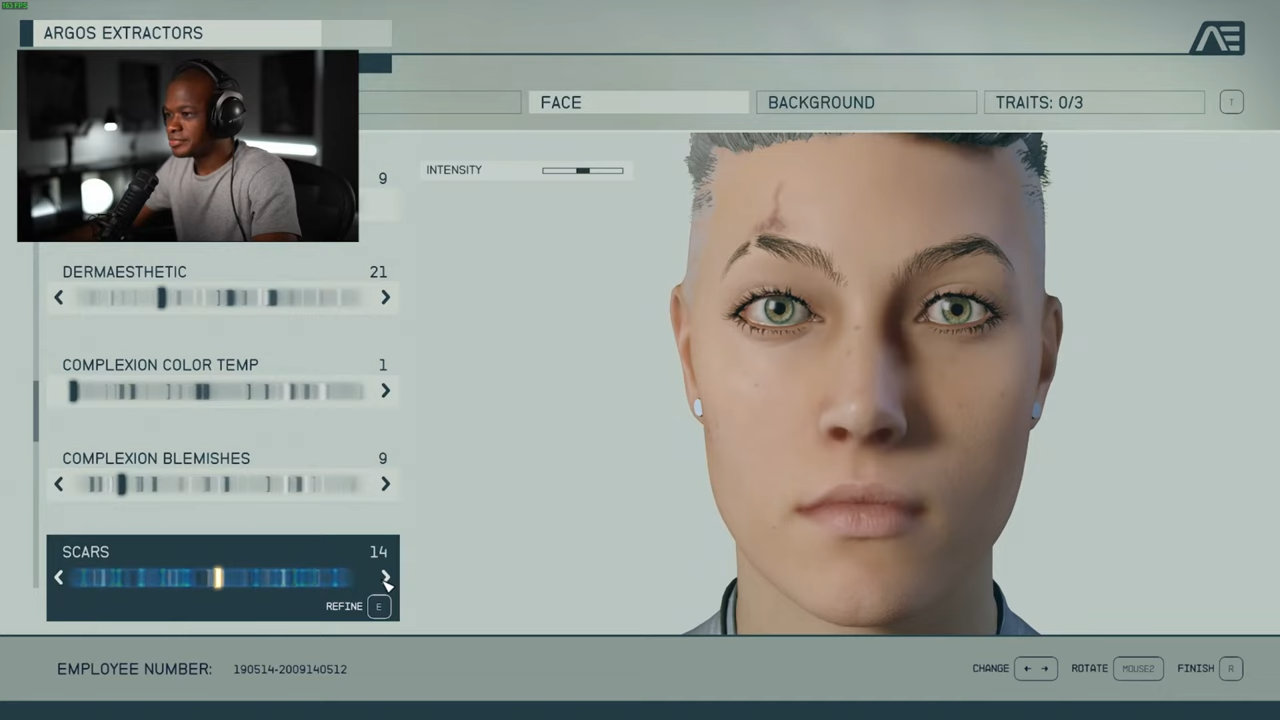 ARGOS EXTRACTORS
AE
FACE
BACKGROUND
TRAITS: 0/3
T
INTENSITY
9
DERMAESTHETIC 21
COMPLEXION COLOR TEMP 1
COMPLEXION BLEMISHES 9
SCARS 14
REFINE E
EMPLOYEE NUMBER: 190514-2009140512
CHANGE ← → ROTATE MOUSE2 FINISH R